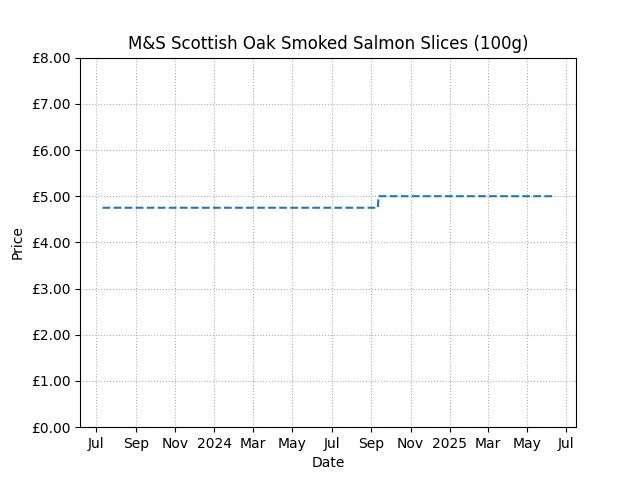 M&S Scottish Oak Smoked Salmon Slices (100g)
£8.00
£7.00
£6.00
£5.00
£4.00
£3.00
£2.00
£1.00
£0.00
Price
Jul Sep Nov 2024 Mar May Jul Sep Nov 2025 Mar May Jul
Date